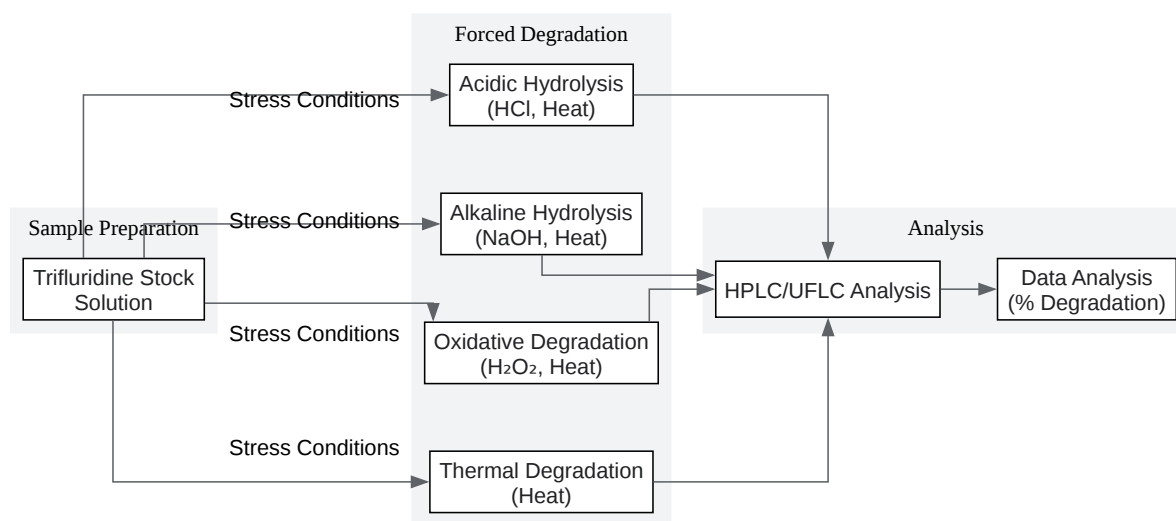 Forced Degradation
Stress Conditions
Acidic Hydrolysis
(HCl, Heat)
Sample Preparation
Stress Conditions
Alkaline Hydrolysis
(NaOH, Heat)
Analysis
Trifluridine Stock
Solution
HPLC/UFLC Analysis
Data Analysis
(% Degradation)
Stress Conditions
Oxidative Degradation
(H₂O₂, Heat)
Stress Conditions
Thermal Degradation
(Heat)